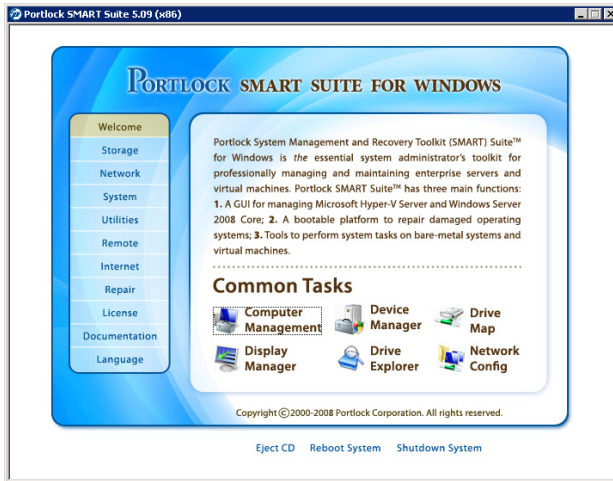 Portlock SMART Suite 5.09 (x86)
PORTLOCK SMART SUITE FOR WINDOWS
Welcome
Storage
Network
System
Utilities
Remote
Internet
Repair
License
Documentation
Language
Portlock System Management and Recovery Toolkit (SMART) Suite™
for Windows is the essential system administrator's toolkit for
professionally managing and maintaining enterprise servers and
virtual machines. Portlock SMART Suite™ has three main functions:
1. A GUI for managing Microsoft Hyper-V Server and Windows Server
2008 Core; 2. A bootable platform to repair damaged operating
systems; 3. Tools to perform system tasks on bare-metal systems and
virtual machines.
Common Tasks
Computer
Management
Device
Manager
Drive
Map
Display
Manager
Drive
Explorer
Network
Config
Copyright ©2000-2008 Portlock Corporation. All rights reserved.
Eject CD Reboot System Shutdown System